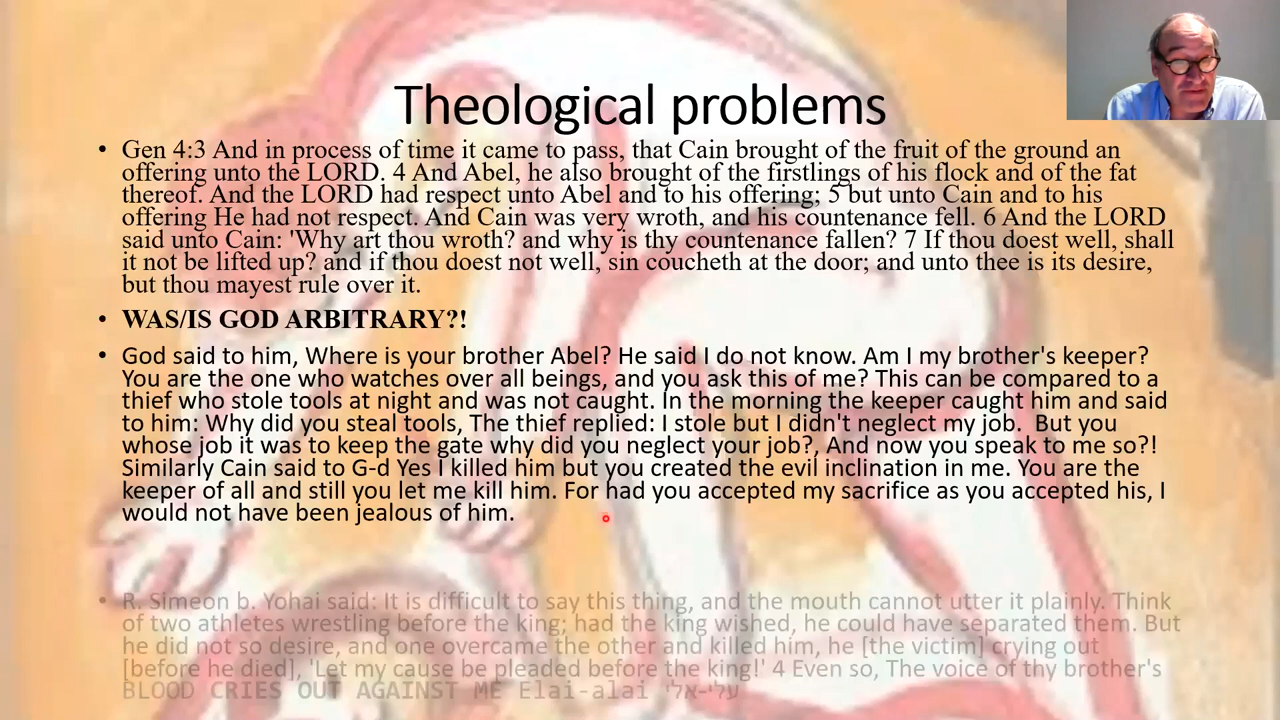 Theological problems
• Gen 4:3 And in process of time it came to pass, that Cain brought of the fruit of the ground an
offering unto the LORD. 4 And Abel, he also brought of the firstlings of his flock and of the fat
thereof. And the LORD had respect unto Abel and to his offering; 5 but unto Cain and to his
offering He had not respect. And Cain was very wroth, and his countenance fell. 6 And the LORD
said unto Cain: 'Why art thou wroth? and why is thy countenance fallen? 7 If thou doest well, shall
it not be lifted up? and if thou doest not well, sin coucheth at the door; and unto thee is its desire,
but thou mayest rule over it.
• WAS/IS GOD ARBITRARY?!
• God said to him, Where is your brother Abel? He said I do not know. Am I my brother's keeper?
You are the one who watches over all beings, and you ask this of me? This can be compared to a
thief who stole tools at night and was not caught. In the morning the keeper caught him and said
to him: Why did you steal tools, The thief replied: I stole but I didn't neglect my job. But you
whose job it was to keep the gate why did you neglect your job?, And now you speak to me so?!
Similarly Cain said to G-d Yes I killed him but you created the evil inclination in me. You are the
keeper of all and still you let me kill him. For had you accepted my sacrifice as you accepted his, I
would not have been jealous of him.
• R. Simeon b. Yohai said: It is difficult to say this thing, and the mouth cannot utter it plainly. Think
of two athletes wrestling before the king; had the king wished, he could have separated them. But
he did not so desire, and one overcame the other and killed him, he [the victim] crying out
[before he died], 'Let my cause be pleaded before the king!' 4 Even so, The voice of thy brother's
BLOOD CRIES OUT AGAINST ME Elai-alai עלי-אלי